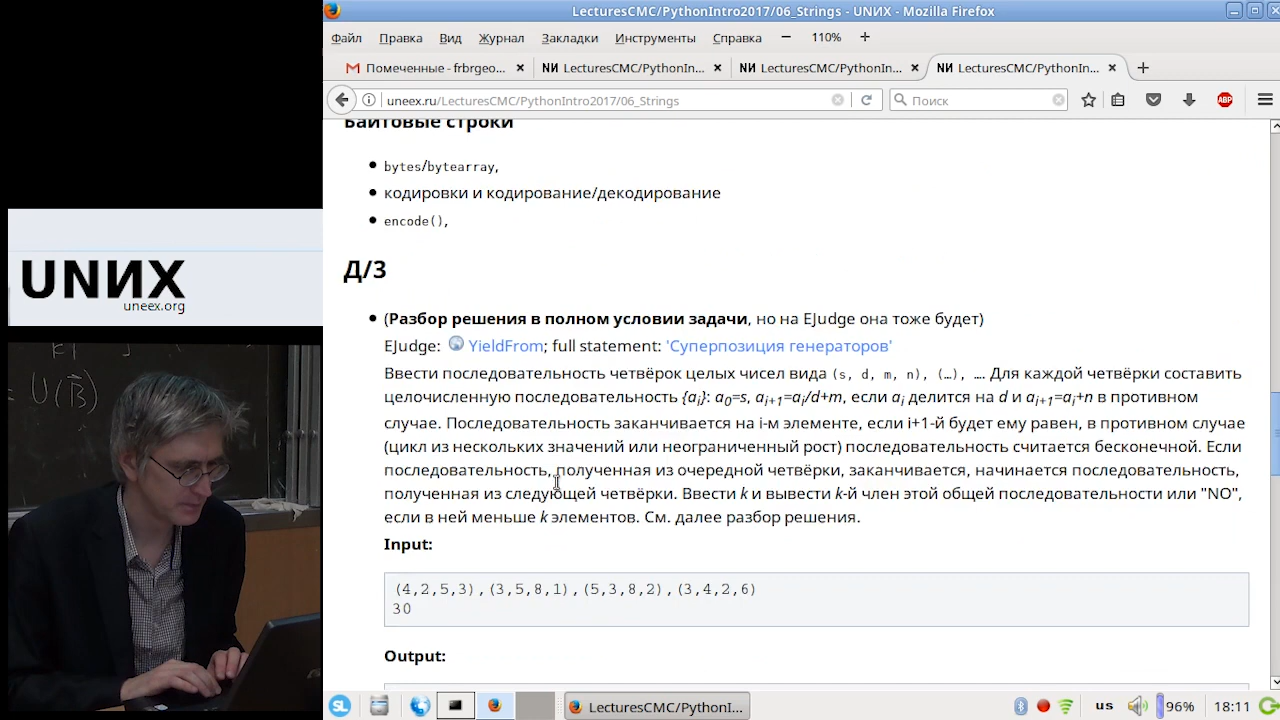 LecturesCMC/PythonIntro2017/06_Strings - UNИX - Mozilla Firefox
Файл Правка Вид Журнал Закладки Инструменты Справка − 110% +
Помеченные - frbrgeo... × UNИX LecturesCMC/PythonIn... × UNИX LecturesCMC/PythonIn... × UNИX LecturesCMC/PythonIn... × +
uneex.ru/LecturesCMC/PythonIntro2017/06_Strings Поиск ABP
Байтовые строки
bytes/bytearray,
кодировки и кодирование/декодирование
encode(),
Д/З
(Разбор решения в полном условии задачи, но на EJudge она тоже будет)
EJudge: YieldFrom; full statement: 'Суперпозиция генераторов'
Ввести последовательность четвёрок целых чисел вида (s, d, m, n), (…), …. Для каждой четвёрки составить
целочисленную последовательность {ai}: a0=s, ai+1=ai/d+m, если ai делится на d и ai+1=ai+n в противном
случае. Последовательность заканчивается на i-м элементе, если i+1-й будет ему равен, в противном случае
(цикл из нескольких значений или неограниченный рост) последовательность считается бесконечной. Если
последовательность, полученная из очередной четвёрки, заканчивается, начинается последовательность,
полученная из следующей четвёрки. Ввести k и вывести k-й член этой общей последовательности или "NO",
если в ней меньше k элементов. См. далее разбор решения.
Input:
(4,2,5,3),(3,5,8,1),(5,3,8,2),(3,4,2,6)
30
Output:
UNИX
uneex.org
= U(B)
SL LecturesCMC/PythonI... us 96% 18:11